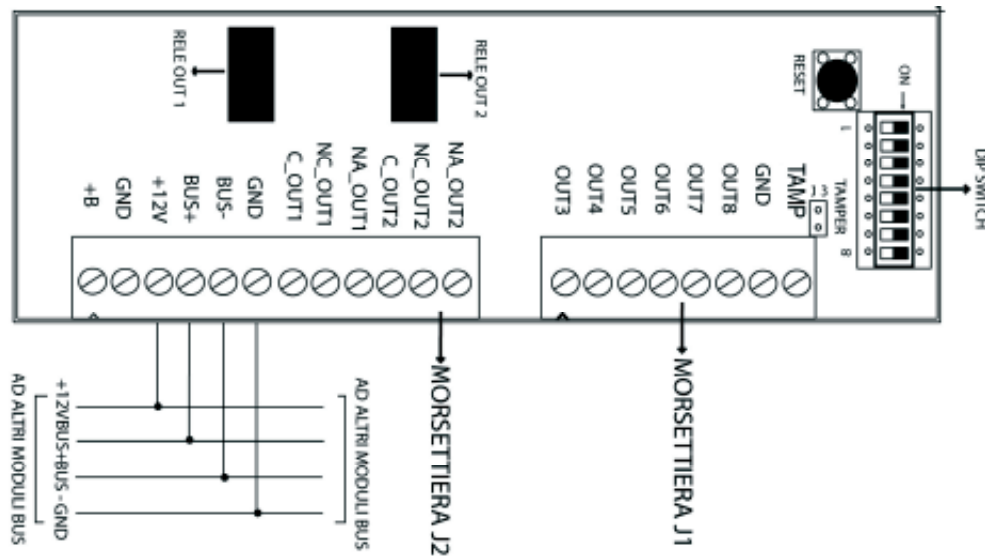 RELE OUT 1
RELE OUT 2
RESET
ON
DIP SWITCH
1
8
J3
TAMPER
+B
GND
+12V
BUS+
BUS-
GND
C_OUT1
NC_OUT1
NA_OUT1
C_OUT2
NC_OUT2
NA_OUT2
OUT3
OUT4
OUT5
OUT6
OUT7
OUT8
GND
TAMP
MORSETTIERA J2
MORSETTIERA J1
AD ALTRI MODULI BUS
+12VBUS+BUS - GND
AD ALTRI MODULI BUS